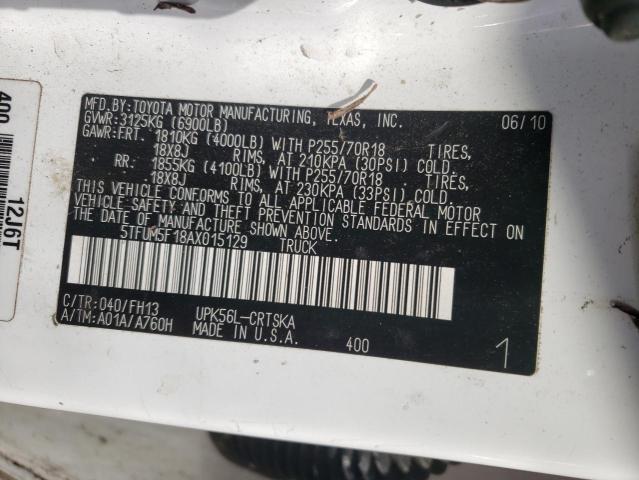 MFD.BY:TOYOTA MOTOR MANUFACTURING, TEXAS, INC. 06/10
GVWR:3125KG (6900LB)
GAWR:FRT 1810KG (4000LB) WITH P255/70R18 TIRES,
18X8J RIMS, AT 210KPA (30PSI) COLD.
RR: 1855KG (4100LB) WITH P255/70R18 TIRES,
18X8J RIMS, AT 230KPA (33PSI) COLD.
THIS VEHICLE CONFORMS TO ALL APPLICABLE FEDERAL MOTOR
VEHICLE SAFETY AND THEFT PREVENTION STANDARDS IN EFFECT ON
THE DATE OF MANUFACTURE SHOWN ABOVE.
5TFUM5F18AX015129 TRUCK
C/TR:040/FH13 UPK56L-CRTSKA
A/TM:A01A/A760H MADE IN U.S.A. 400 1
400 12J6T